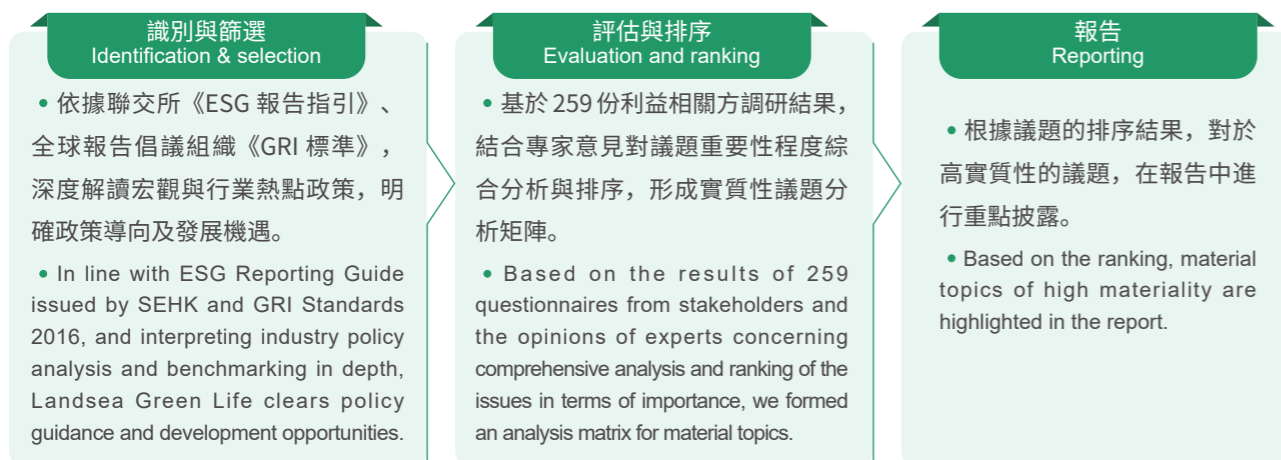 識別與篩選
Identification & selection
• 依據聯交所《ESG 報告指引》、
全球報告倡議組織《GRI 標準》，
深度解讀宏觀與行業熱點政策，明
確政策導向及發展機遇。
• In line with ESG Reporting Guide
issued by SEHK and GRI Standards
2016, and interpreting industry policy
analysis and benchmarking in depth,
Landsea Green Life clears policy
guidance and development opportunities.
評估與排序
Evaluation and ranking
• 基於 259 份利益相關方調研結果，
結合專家意見對議題重要性程度綜
合分析與排序，形成實質性議題分
析矩陣。
• Based on the results of 259
questionnaires from stakeholders and
the opinions of experts concerning
comprehensive analysis and ranking of the
issues in terms of importance, we formed
an analysis matrix for material topics.
報告
Reporting
• 根據議題的排序結果，對於
高實質性的議題，在報告中進
行重點披露。
• Based on the ranking, material
topics of high materiality are
highlighted in the report.